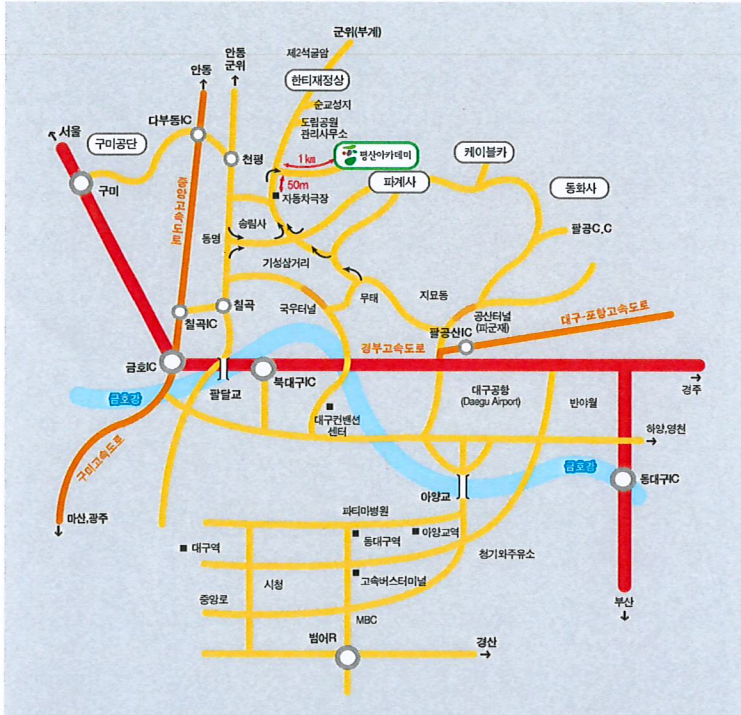 군위(부계)
제2석굴암
안동
군위
안동
한티재정상
순교성지
도립공원
관리사무소
다부동IC
서울
구미공단
천평
1km
평산아카데미
케이블카
구미
50m
파계사
동화사
자동차극장
중앙고속도로
송림사
동명
팔공C.C
기성삼거리
지묘동
무태
칠곡
국우터널
공산터널
(파군재)
칠곡IC
팔공산IC
대구-포항고속도로
경부고속도로
금호IC
북대구IC
팔달교
경주
대구공항
(Daegu Airport)
반야월
금호강
대구컨벤션
센터
하양,영천
구미고속도로
금호강
동대구IC
아양교
파티마병원
마산,광주
동대구역
아양교역
대구역
청기와주유소
시청
고속버스터미널
중앙로
부산
MBC
범어R
경산